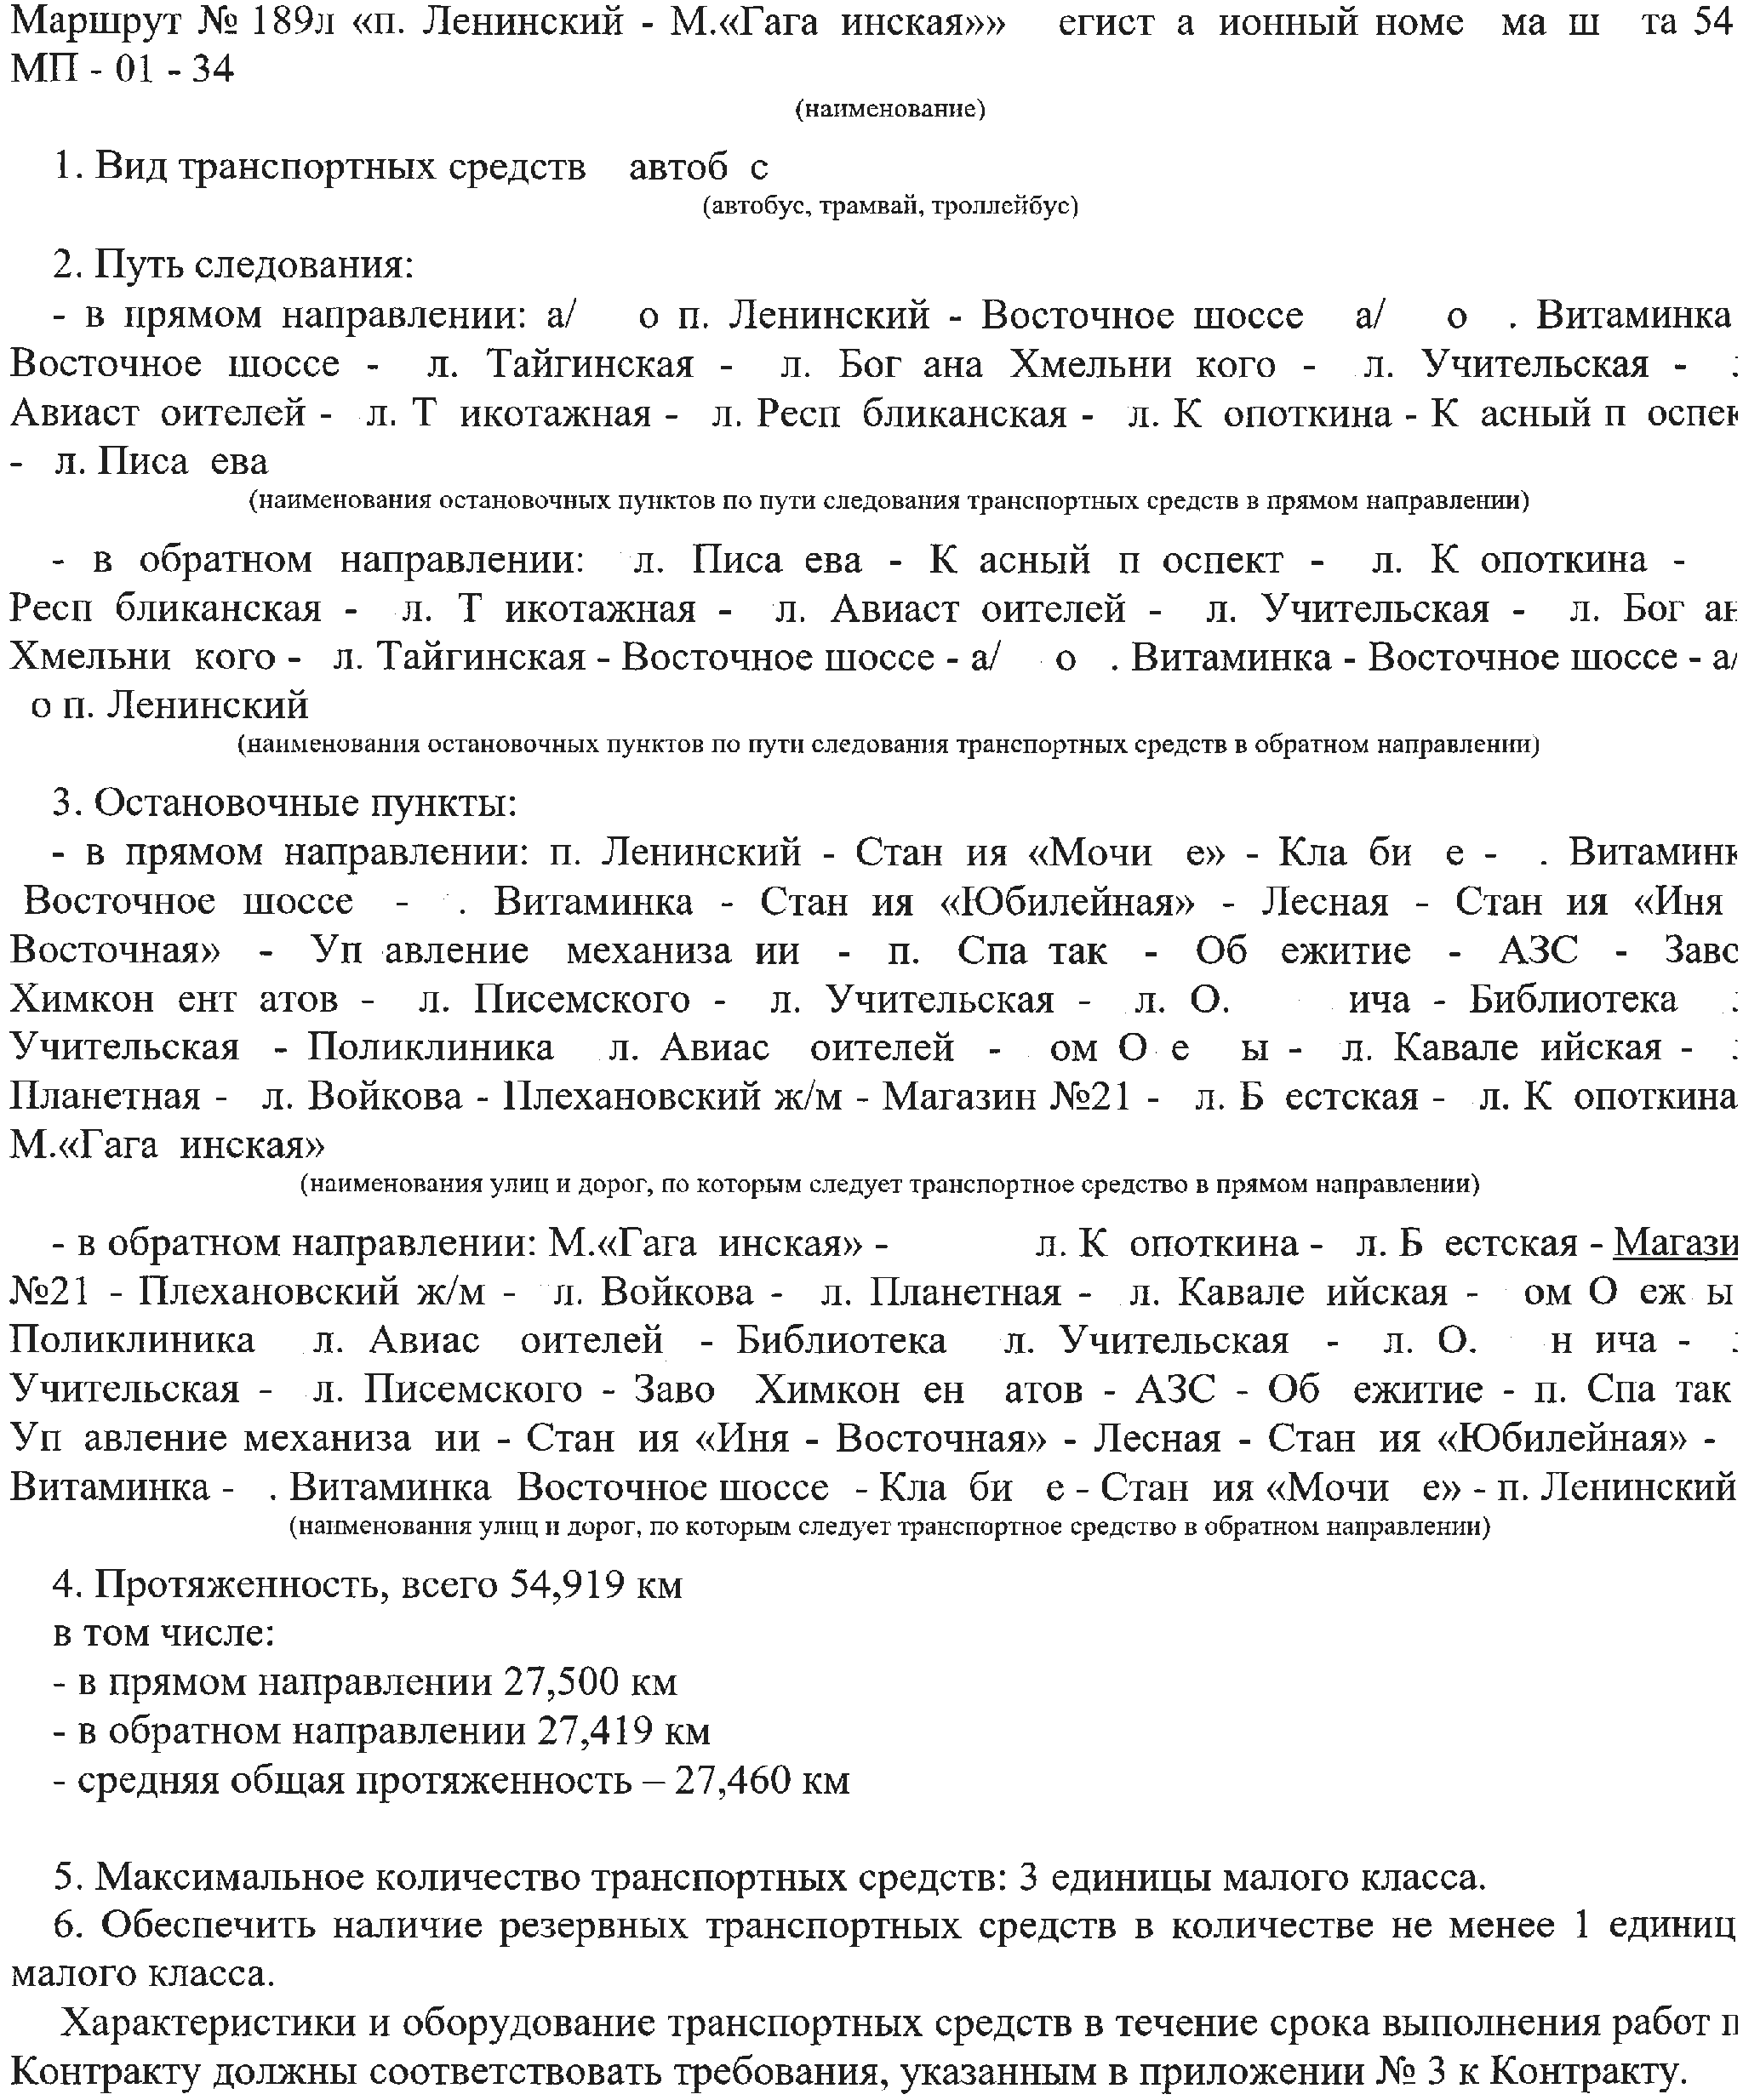 Маршрут № 189л «п. Ленинский - М.«Гага инская»» егист а ионный номе ма ш та 54
МП - 01 - 34
(наименование)
1. Вид транспортных средств автоб с
(автобус, трамвай, троллейбус)
2. Путь следования:
- в прямом направлении: а/ о п. Ленинский - Восточное шоссе а/ о . Витаминка
Восточное шоссе - л. Тайгинская - л. Бог ана Хмельни кого - л. Учительская -
Авиаст оителей - л. Т икотажная - л. Респ бликанская - л. К опоткина - К асный п оспек
- л. Писа ева
(наименования остановочных пунктов по пути следования транспортных средств в прямом направлении)
- в обратном направлении: л. Писа ева - К асный п оспект - л. К опоткина -
Респ бликанская - л. Т икотажная - л. Авиаст оителей - л. Учительская - л. Бог ан
Хмельни кого - л. Тайгинская - Восточное шоссе - а/ о . Витаминка - Восточное шоссе - а/
о п. Ленинский
(наименования остановочных пунктов по пути следования транспортных средств в обратном направлении)
3. Остановочные пункты:
- в прямом направлении: п. Ленинский - Стан ия «Мочи е» - Кла би е - . Витаминк
Восточное шоссе - . Витаминка - Стан ия «Юбилейная» - Лесная - Стан ия «Иня
Восточная» - Уп авление механиза ии - п. Спа так - Об ежитие - АЗС - Заво
Химкон ент атов - л. Писемского - л. Учительская - л. О. ича - Библиотека
Учительская - Поликлиника л. Авиас оителей - ом О е ы - л. Кавале ийская -
Планетная - л. Войкова - Плехановский ж/м - Магазин №21 - л. Б естская - л. К опоткина
М.«Гага инская»
(наименования улиц и дорог, по которым следует транспортное средство в прямом направлении)
- в обратном направлении: М.«Гага инская» - л. К опоткина - л. Б естская - Магази
№21 - Плехановский ж/м - л. Войкова - л. Планетная - л. Кавале ийская - ом О еж ы
Поликлиника л. Авиас оителей - Библиотека л. Учительская - л. О. н ича -
Учительская - л. Писемского - Заво Химкон ен атов - АЗС - Об ежитие - п. Спа так
Уп авление механиза ии - Стан ия «Иня - Восточная» - Лесная - Стан ия «Юбилейная» -
Витаминка - . Витаминка Восточное шоссе - Кла би е - Стан ия «Мочи е» - п. Ленинский
(наименования улиц и дорог, по которым следует транспортное средство в обратном направлении)
4. Протяженность, всего 54,919 км
в том числе:
- в прямом направлении 27,500 км
- в обратном направлении 27,419 км
- средняя общая протяженность – 27,460 км
5. Максимальное количество транспортных средств: 3 единицы малого класса.
6. Обеспечить наличие резервных транспортных средств в количестве не менее 1 единиц
малого класса.
Характеристики и оборудование транспортных средств в течение срока выполнения работ п
Контракту должны соответствовать требования, указанным в приложении № 3 к Контракту.